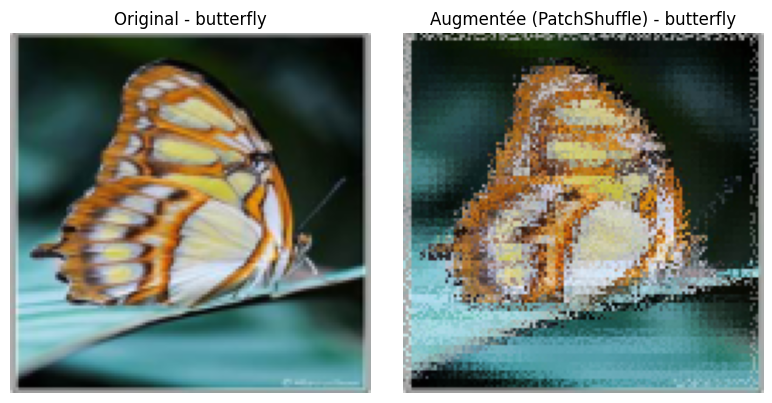 Original - butterfly
Augmentée (PatchShuffle) - butterfly